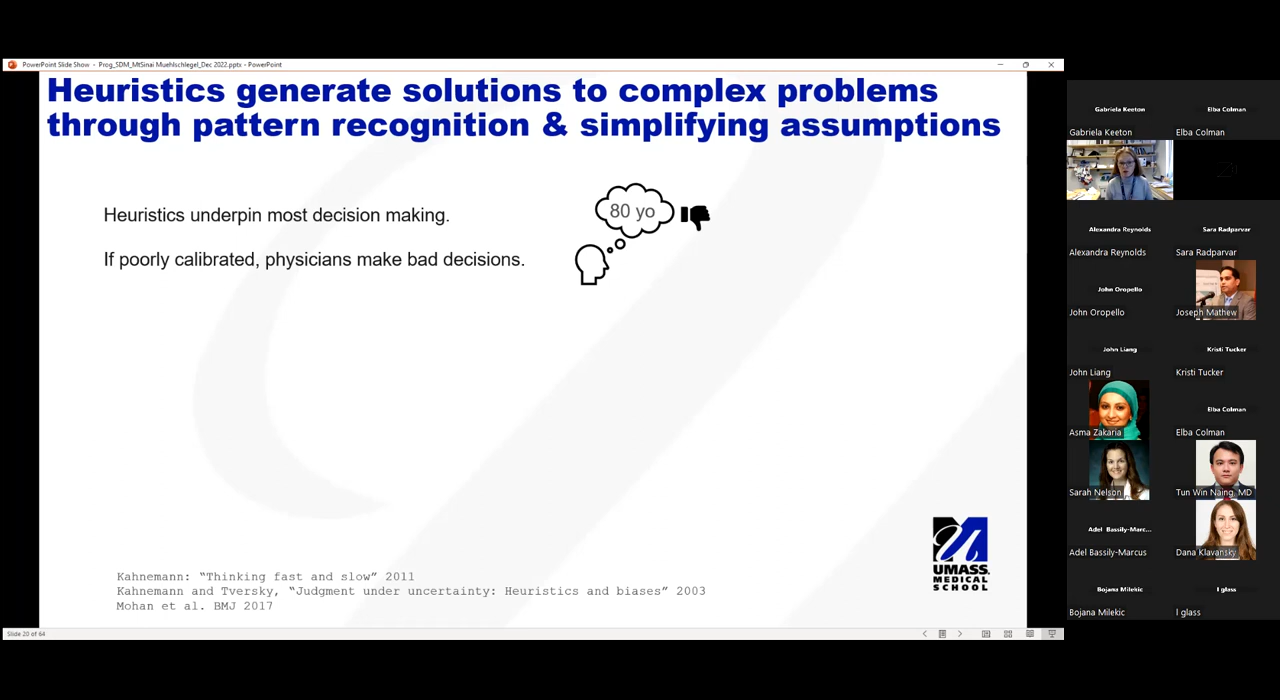 PowerPoint Slide Show - Prog_SDM_MtSinai Muehlschlegel_Dec 2022.pptx - PowerPoint
Heuristics generate solutions to complex problems
through pattern recognition & simplifying assumptions
Heuristics underpin most decision making.
80 yo
If poorly calibrated, physicians make bad decisions.
UMASS
MEDICAL
SCHOOL
Kahnemann: “Thinking fast and slow” 2011
Kahnemann and Tversky, “Judgment under uncertainty: Heuristics and biases” 2003
Mohan et al. BMJ 2017
Slide 20 of 64
Gabriela Keeton
Gabriela Keeton
Elba Colman
Elba Colman
Alexandra Reynolds
Alexandra Reynolds
Sara Radparvar
Sara Radparvar
John Oropello
John Oropello
Joseph Mathew
John Liang
John Liang
Kristi Tucker
Kristi Tucker
Asma Zakaria
Elba Colman
Elba Colman
Sarah Nelson
Tun Win Naing, MD
Adel Bassily-Marc...
Adel Bassily-Marcus
Dana Klavansky
Bojana Milekic
Bojana Milekic
l glass
l glass